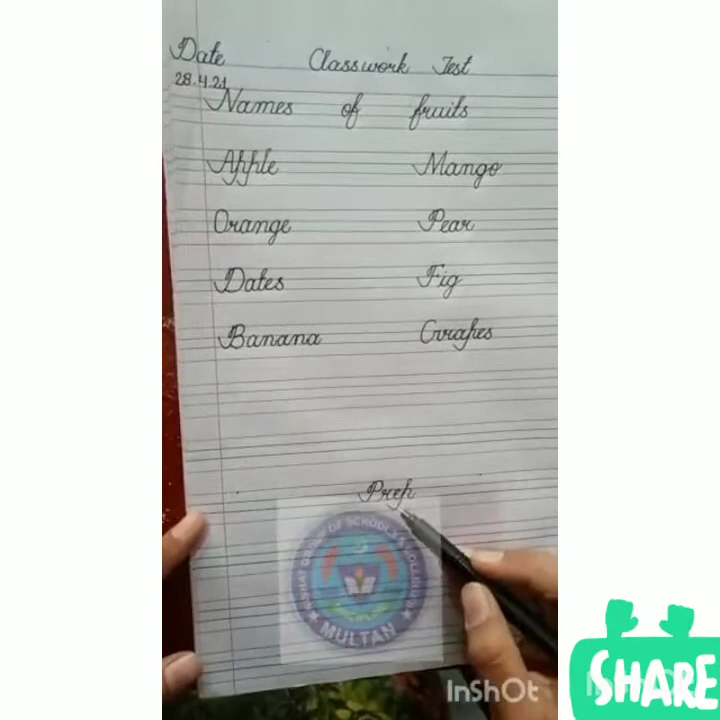 Date Classwork Test
28.4.21
Names of fruits
Apple Mango
Orange Pear
Dates Fig
Banana Grapes
Prep
MULTAN
SHARE
InShOt